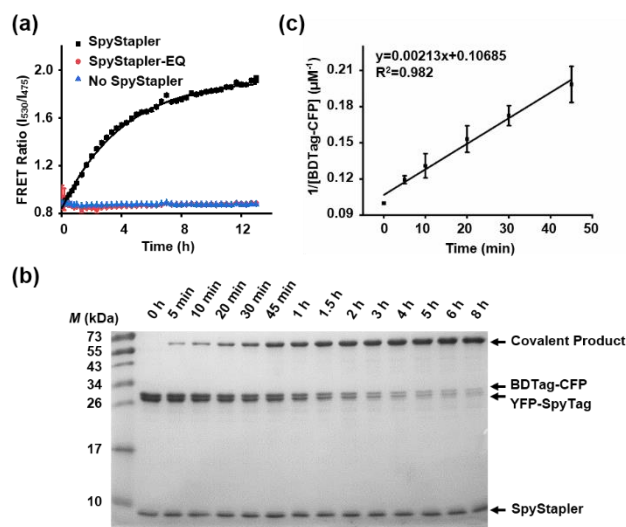 (a)
SpyStapler
SpyStapler-EQ
No SpyStapler
FRET Ratio (I530/I475)
2.0
1.6
1.2
0.8
0
4
8
12
Time (h)
(c)
y=0.00213x+0.10685
R²=0.982
1/[BDTag-CFP] (μM⁻¹)
0.21
0.18
0.15
0.12
0.09
0
10
20
30
40
50
Time (min)
(b)
M (kDa)
0 h
5 min
10 min
20 min
30 min
45 min
1 h
1.5 h
2 h
3 h
4 h
5 h
6 h
8 h
73
55
43
34
26
17
10
Covalent Product
BDTag-CFP
YFP-SpyTag
SpyStapler